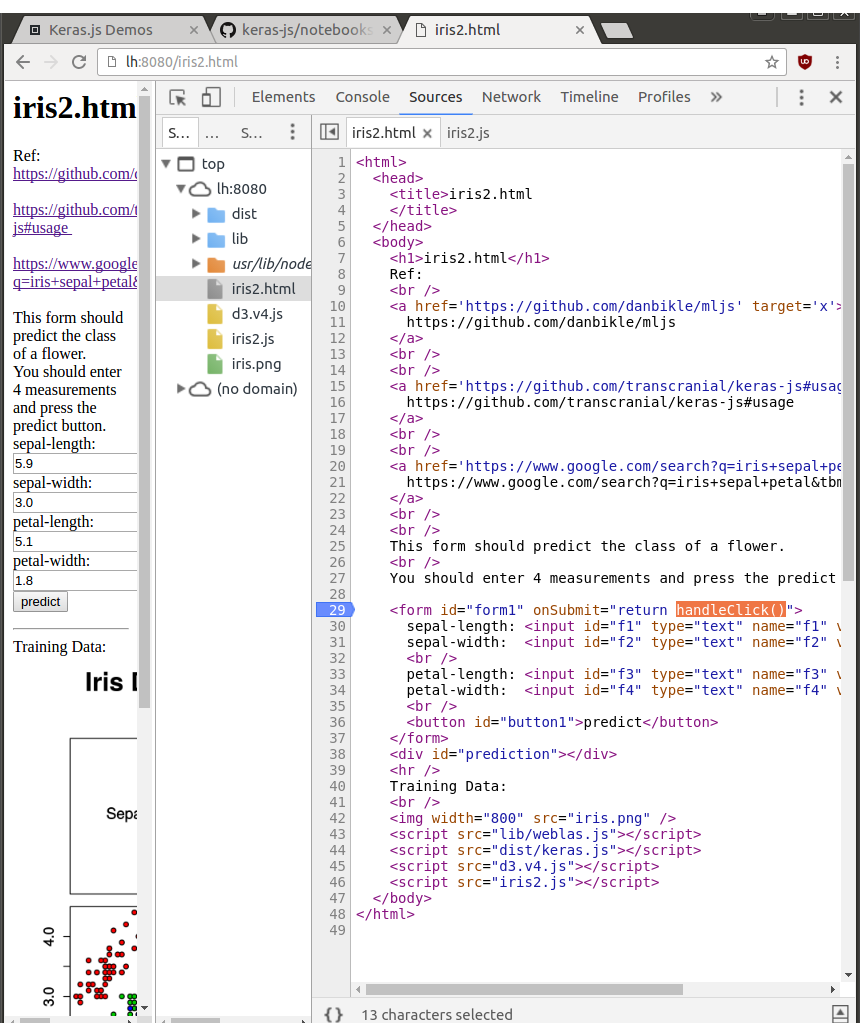 Keras.js Demos
keras-js/notebooks
iris2.html
lh:8080/iris2.html
Elements Console Sources Network Timeline Profiles »
S... ... S...
iris2.html iris2.js
iris2.htm
Ref:
https://github.com/
https://github.com/t
js#usage
https://www.google
q=iris+sepal+petal&
This form should
predict the class
of a flower.
You should enter
4 measurements
and press the
predict button.
sepal-length:
5.9
sepal-width:
3.0
petal-length:
5.1
petal-width:
1.8
predict
Training Data:
Iris
Sepa
4.0
3.0
top
lh:8080
dist
lib
usr/lib/node
iris2.html
d3.v4.js
iris2.js
iris.png
(no domain)
1 <html>
2 <head>
3 <title>iris2.html
4 </title>
5 </head>
6 <body>
7 <h1>iris2.html</h1>
8 Ref:
9 <br />
10 <a href='https://github.com/danbikle/mljs' target='x'>
11 https://github.com/danbikle/mljs
12 </a>
13 <br />
14 <br />
15 <a href='https://github.com/transcranial/keras-js#usag
16 https://github.com/transcranial/keras-js#usage
17 </a>
18 <br />
19 <br />
20 <a href='https://www.google.com/search?q=iris+sepal+pe
21 https://www.google.com/search?q=iris+sepal+petal&tbm
22 </a>
23 <br />
24 <br />
25 This form should predict the class of a flower.
26 <br />
27 You should enter 4 measurements and press the predict
28
29 <form id="form1" onSubmit="return handleClick()">
30 sepal-length: <input id="f1" type="text" name="f1" v
31 sepal-width: <input id="f2" type="text" name="f2" v
32 <br />
33 petal-length: <input id="f3" type="text" name="f3" v
34 petal-width: <input id="f4" type="text" name="f4" v
35 <br />
36 <button id="button1">predict</button>
37 </form>
38 <div id="prediction"></div>
39 <hr />
40 Training Data:
41 <br />
42 <img width="800" src="iris.png" />
43 <script src="lib/weblas.js"></script>
44 <script src="dist/keras.js"></script>
45 <script src="d3.v4.js"></script>
46 <script src="iris2.js"></script>
47 </body>
48 </html>
49
{} 13 characters selected